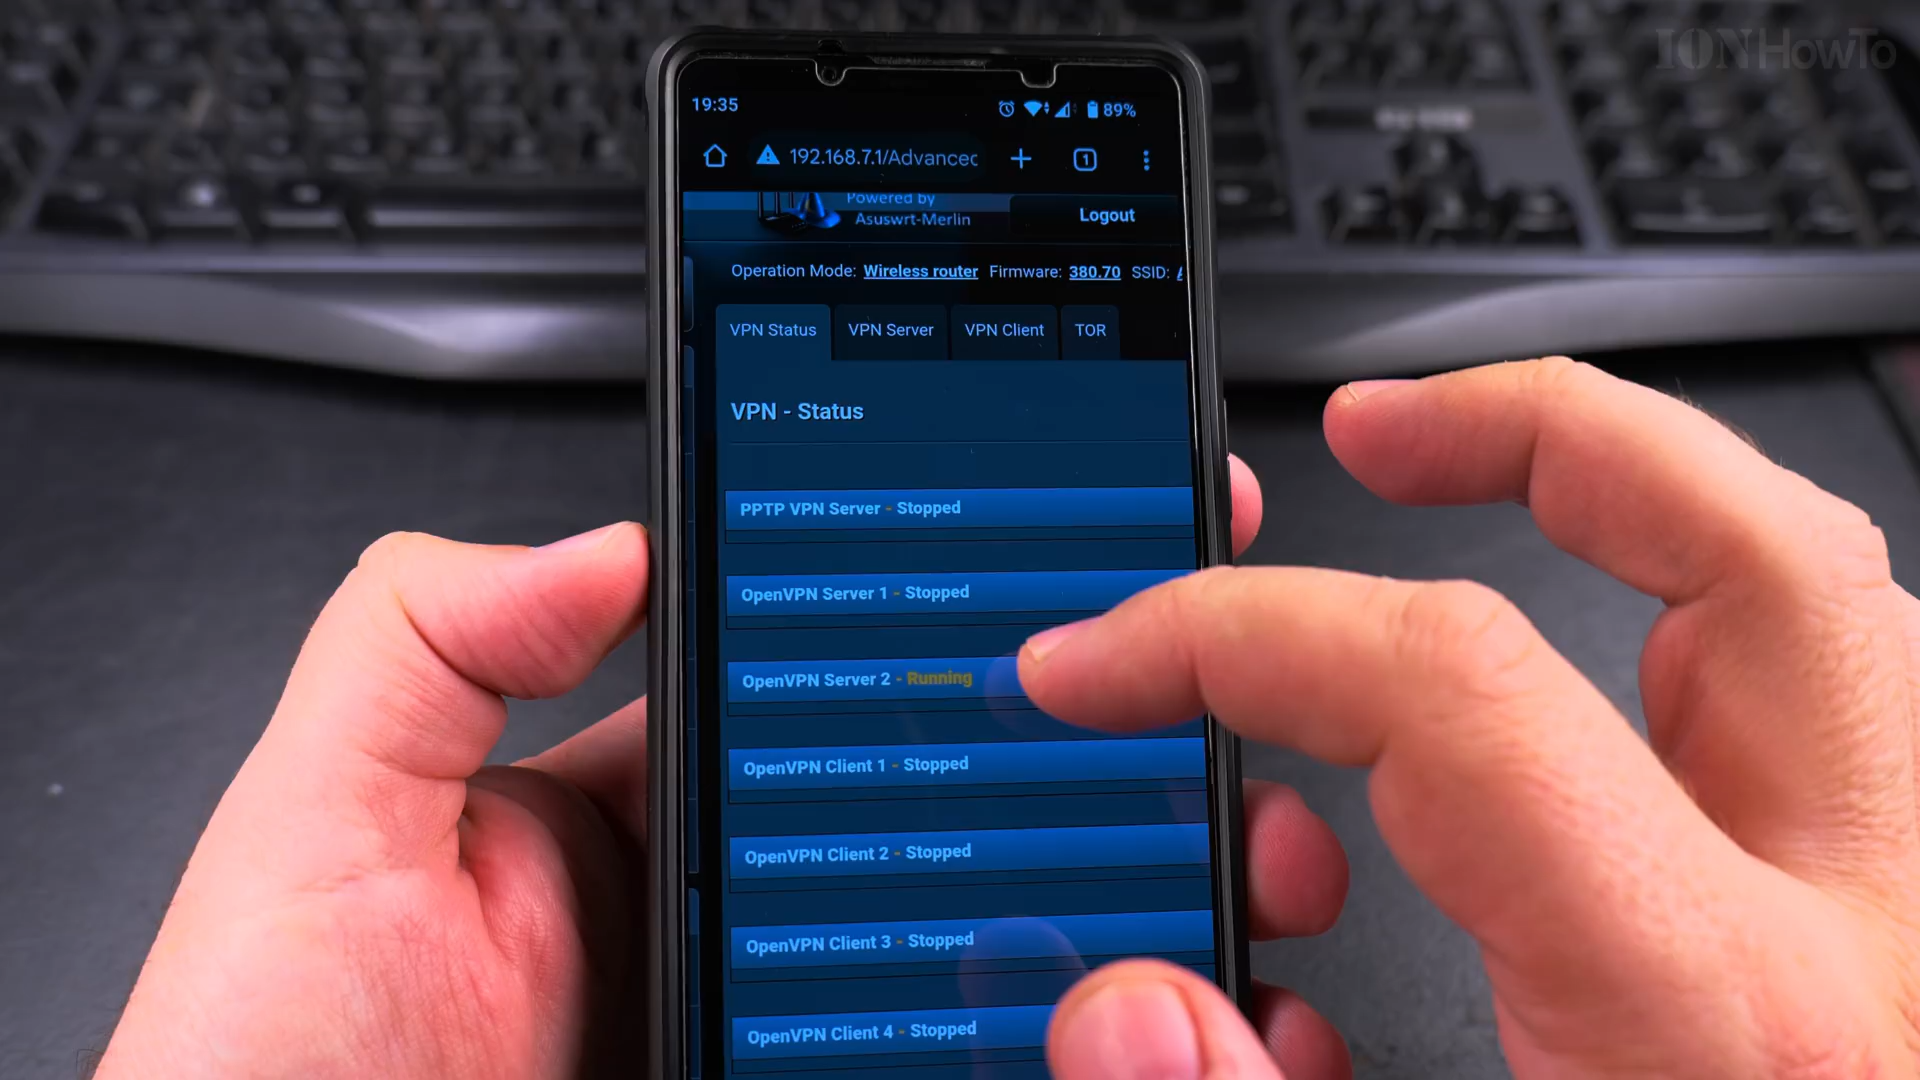 IONHowTo
19:35
89%
192.168.7.1/Advanced
1
Powered by
Asuswrt-Merlin
Logout
Operation Mode: Wireless router Firmware: 380.70 SSID:
VPN Status VPN Server VPN Client TOR
VPN - Status
PPTP VPN Server - Stopped
OpenVPN Server 1 - Stopped
OpenVPN Server 2 - Running
OpenVPN Client 1 - Stopped
OpenVPN Client 2 - Stopped
OpenVPN Client 3 - Stopped
OpenVPN Client 4 - Stopped